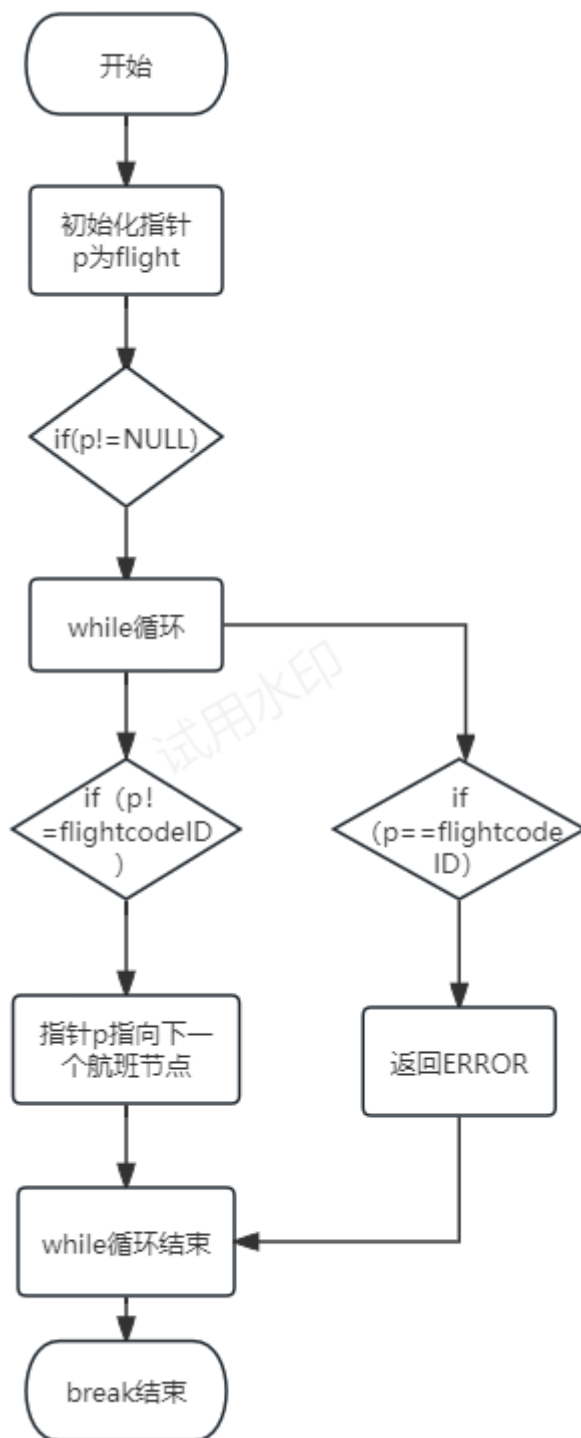 开始
初始化指针
p为flight
if(p!=NULL)
while循环
试用水印
if（p!
=flightcodeID
）
if
(p==flightcode
ID）
指针p指向下一
个航班节点
返回ERROR
while循环结束
break结束